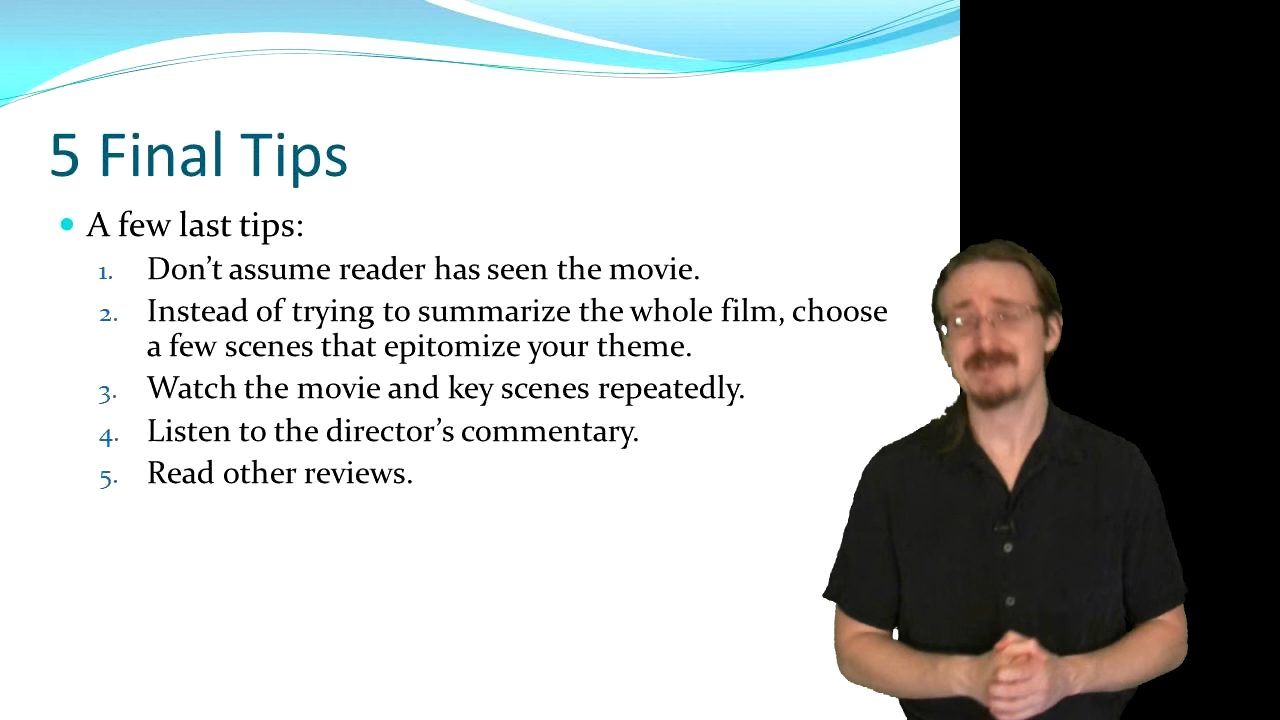 5 Final Tips
• A few last tips:
1. Don’t assume reader has seen the movie.
2. Instead of trying to summarize the whole film, choose
a few scenes that epitomize your theme.
3. Watch the movie and key scenes repeatedly.
4. Listen to the director’s commentary.
5. Read other reviews.